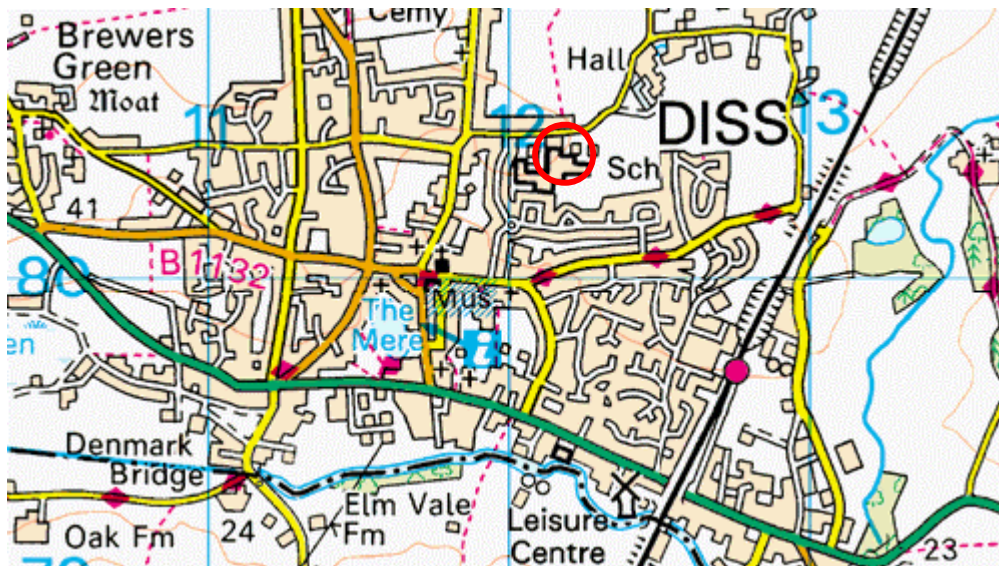 Cemy
Brewers
Green
Moat
Hall
11
12
DISS
13
Sch
41
B 1132
80
Mus
The
Mere
i
en
Denmark
Bridge
Elm Vale
Fm
Oak Fm
24
Leisure
Centre
23